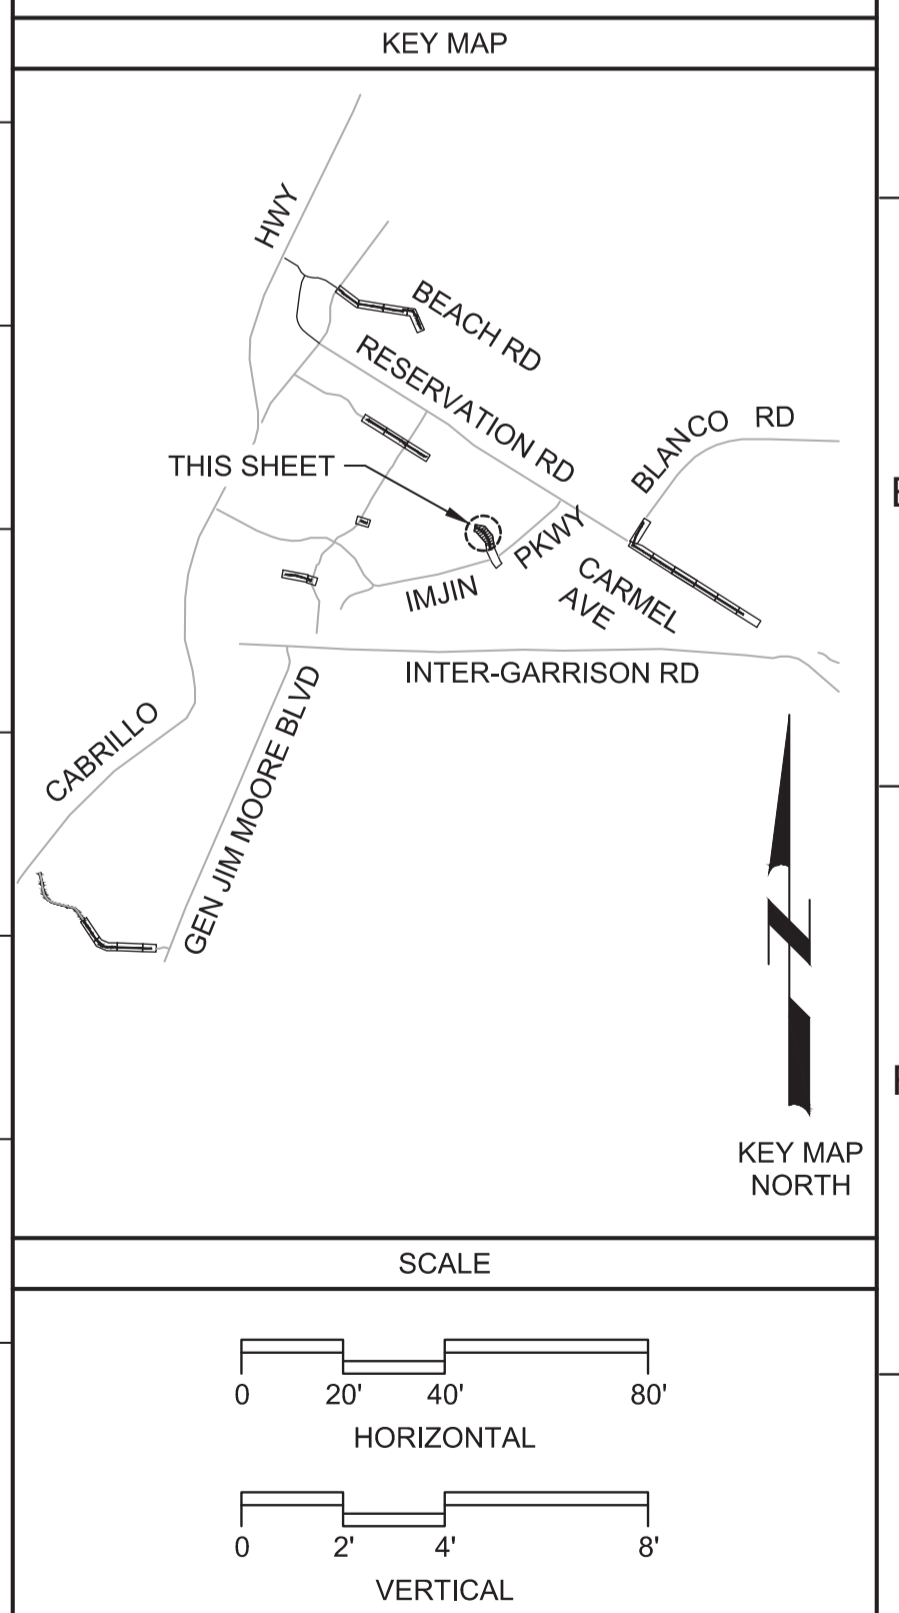 KEY MAP
HWY
BEACH RD
RESERVATION RD
BLANCO RD
THIS SHEET
IMJIN PKWY
CARMEL
AVE
INTER-GARRISON RD
CABRILLO
GEN JIM MOORE BLVD
N
KEY MAP
NORTH
SCALE
0 20' 40' 80'
HORIZONTAL
0 2' 4' 8'
VERTICAL